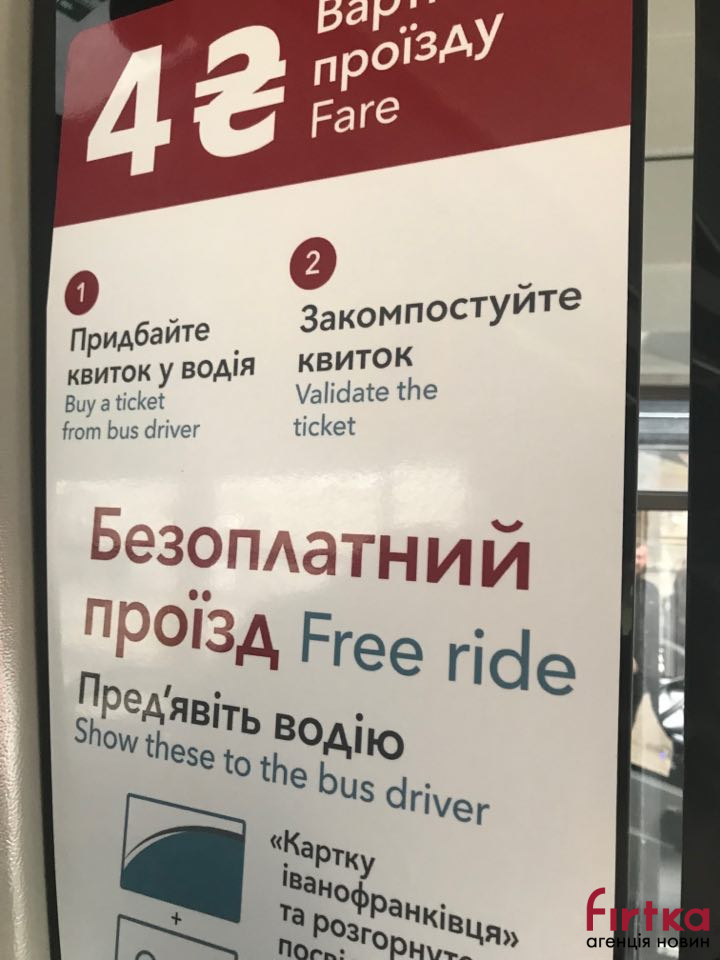 4₴
проїзду
Fare
1
Придбайте
квиток у водія
Buy a ticket
from bus driver
2
Закомпостуйте
квиток
Validate the
ticket
Безоплатний
проїзд Free ride
Пред’явіть водію
Show these to the bus driver
«Картку
іванофранківця»
та розгорнуте
+
fırtka
агенція новин